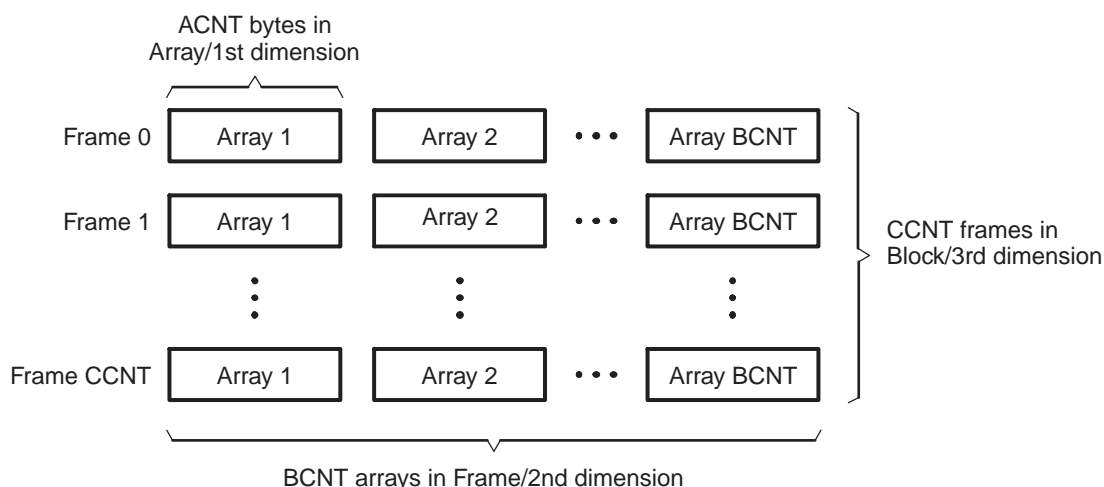 ACNT bytes in
Array/1st dimension
Frame 0 Array 1 Array 2 Array BCNT
Frame 1 Array 1 Array 2 Array BCNT
CCNT frames in
Block/3rd dimension
Frame CCNT Array 1 Array 2 Array BCNT
BCNT arrays in Frame/2nd dimension